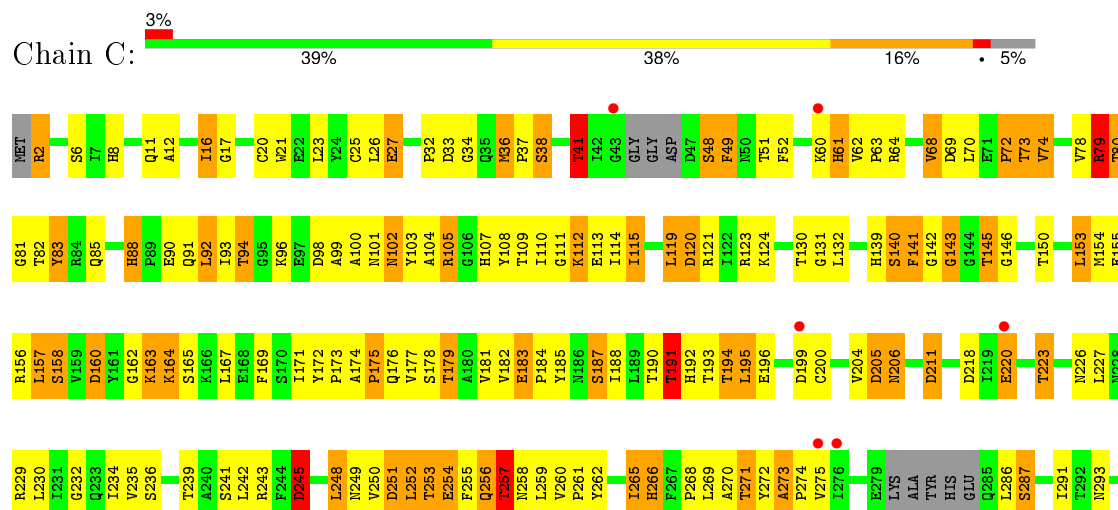 3%
Chain C:
39% 38% 16% • 5%
MET R2 S6 I7 H8 Q11 A12 I16 G17 C20 W21 E22 L23 Y24 C25 L26 E27 P32 D33 G34 Q35 M36 P37 S38 T41 I42 G43 GLY GLY ASP D47 S48 F49 N50 T51 F52 K60 H61 V62 P63 R64 V68 D69 L70 E71 P72 T73 V74 V78 R79 T80
G81 T82 Y83 R84 Q85 H88 P89 E90 Q91 L92 I93 T94 G95 K96 E97 D98 A99 A100 N101 N102 Y103 A104 R105 G106 H107 Y108 T109 I110 G111 K112 E113 I114 I115 L119 D120 R121 I122 R123 K124 T130 G131 L132 H139 S140 F141 G142 G143 G144 T145 G146 T150 L153 M154 E155
R156 L157 S158 V159 D160 Y161 G162 K163 K164 S165 K166 L167 E168 F169 S170 I171 Y172 P173 A174 P175 Q176 V177 S178 T179 A180 V181 V182 E183 P184 Y185 N186 S187 I188 L189 T190 T191 H192 T193 T194 L195 E196 D199 C200 V204 D205 N206 D211 D218 I219 E220 T223 N226 L227 N228
R229 L230 I231 G232 Q233 I234 V235 S236 T239 A240 S241 L242 R243 F244 D245 L248 N249 V250 D251 L252 T253 E254 F255 Q256 T257 N258 L259 V260 P261 Y262 I265 H266 F267 P268 L269 A270 T271 Y272 A273 P274 V275 I276 E279 LYS ALA TYR HIS GLU Q285 L286 S287 I291 T292 N293